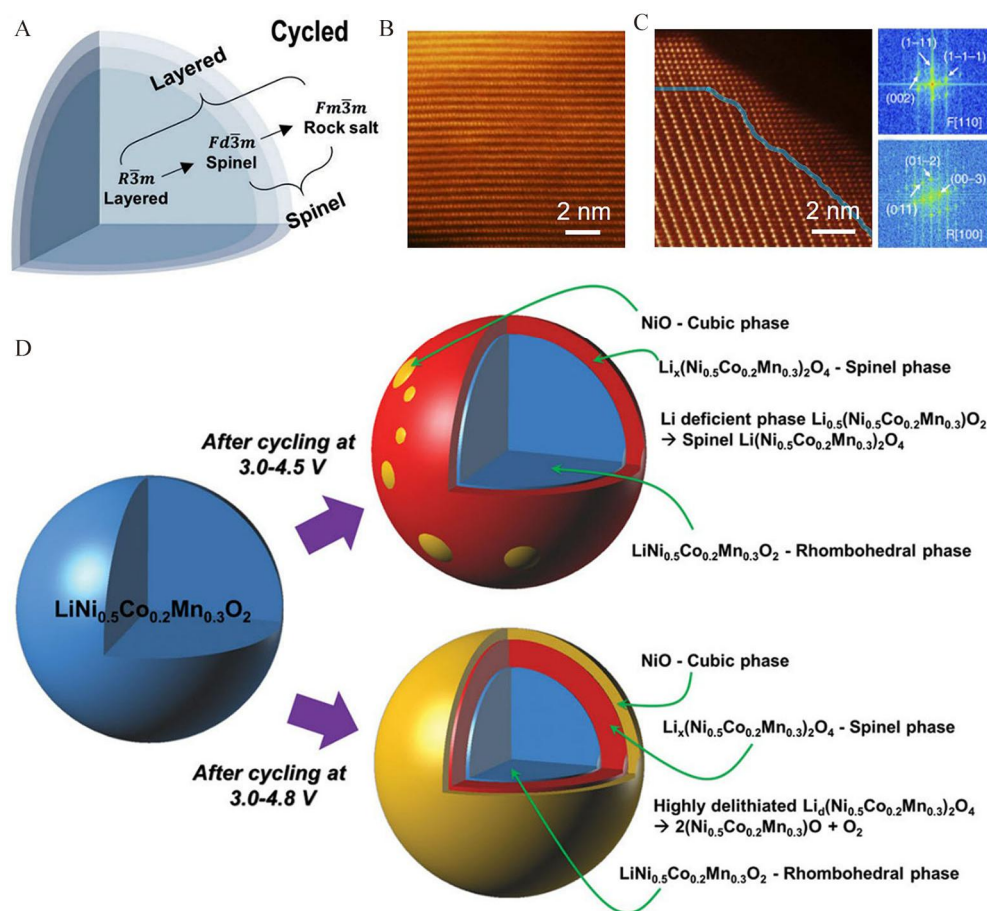 A
Cycled
Layered
Fm3̅m
Rock salt
Fd3̅m
Spinel
R3̅m
Layered
Spinel
B
2 nm
C
2 nm
(1-11)
(1-1-1)
(002)
F[110]
(01-2)
(00-3)
(011)
R[100]
D
LiNi0.5Co0.2Mn0.3O2
After cycling at
3.0-4.5 V
NiO - Cubic phase
Lix(Ni0.5Co0.2Mn0.3)2O4 - Spinel phase
Li deficient phase Li0.5(Ni0.5Co0.2Mn0.3)O2
→ Spinel Li(Ni0.5Co0.2Mn0.3)2O4
LiNi0.5Co0.2Mn0.3O2 - Rhombohedral phase
After cycling at
3.0-4.8 V
NiO - Cubic phase
Lix(Ni0.5Co0.2Mn0.3)2O4 - Spinel phase
Highly delithiated Lid(Ni0.5Co0.2Mn0.3)2O4
→ 2(Ni0.5Co0.2Mn0.3)O + O2
LiNi0.5Co0.2Mn0.3O2 - Rhombohedral phase